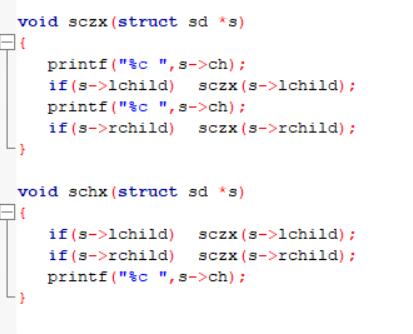 void sczx(struct sd *s)
{
printf("%c ",s->ch);
if(s->lchild)  sczx(s->lchild);
printf("%c ",s->ch);
if(s->rchild)  sczx(s->rchild);
}
void schx(struct sd *s)
{
if(s->lchild)  sczx(s->lchild);
if(s->rchild)  sczx(s->rchild);
printf("%c ",s->ch);
}